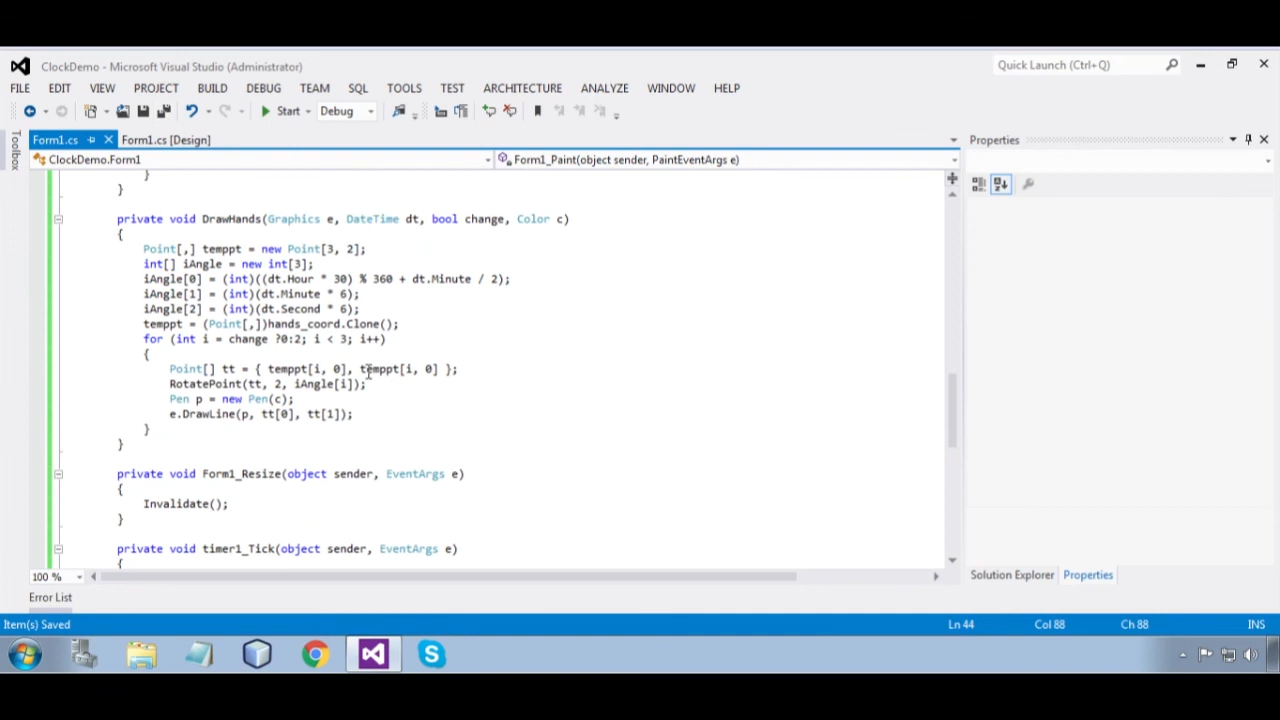 ClockDemo - Microsoft Visual Studio (Administrator)
Quick Launch (Ctrl+Q)
FILE EDIT VIEW PROJECT BUILD DEBUG TEAM SQL TOOLS TEST ARCHITECTURE ANALYZE WINDOW HELP
Start Debug
Toolbox
Form1.cs Form1.cs [Design]
Properties
ClockDemo.Form1
Form1_Paint(object sender, PaintEventArgs e)
}
}
private void DrawHands(Graphics e, DateTime dt, bool change, Color c)
{
Point[,] temppt = new Point[3, 2];
int[] iAngle = new int[3];
iAngle[0] = (int)((dt.Hour * 30) % 360 + dt.Minute / 2);
iAngle[1] = (int)(dt.Minute * 6);
iAngle[2] = (int)(dt.Second * 6);
temppt = (Point[,])hands_coord.Clone();
for (int i = change ?0:2; i < 3; i++)
{
Point[] tt = { temppt[i, 0], temppt[i, 0] };
RotatePoint(tt, 2, iAngle[i]);
Pen p = new Pen(c);
e.DrawLine(p, tt[0], tt[1]);
}
}
private void Form1_Resize(object sender, EventArgs e)
{
Invalidate();
}
private void timer1_Tick(object sender, EventArgs e)
{
100 %
Solution Explorer Properties
Error List
Item(s) Saved
Ln 44 Col 88 Ch 88 INS